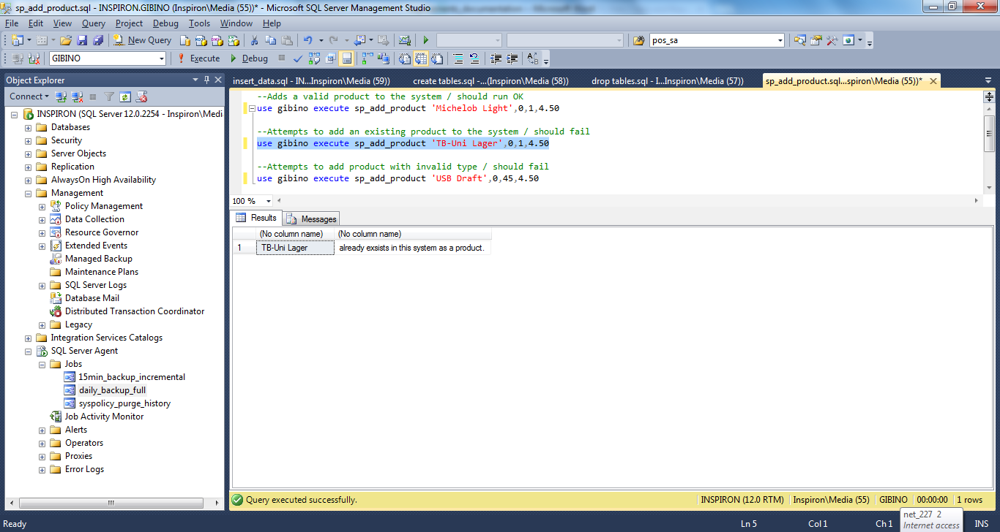 sp_add_product.sql - INSPIRON.GIBINO (Inspiron\Media (55))* - Microsoft SQL Server Management Studio
File Edit View Query Project Debug Tools Window Help
New Query pos_sa
GIBINO Execute Debug
Object Explorer
insert_data.sql - IN...Inspiron\Media (59)) create tables.sql -...(Inspiron\Media (58)) drop tables.sql - I...Inspiron\Media (57)) sp_add_product.sql...spiron\Media (55))*
Connect
INSPIRON (SQL Server 12.0.2254 - Inspiron\Medi
Databases
Security
Server Objects
Replication
AlwaysOn High Availability
Management
Policy Management
Data Collection
Resource Governor
Extended Events
Managed Backup
Maintenance Plans
SQL Server Logs
Database Mail
Distributed Transaction Coordinator
Legacy
Integration Services Catalogs
SQL Server Agent
Jobs
15min_backup_incremental
daily_backup_full
syspolicy_purge_history
Job Activity Monitor
Alerts
Operators
Proxies
Error Logs
--Adds a valid product to the system / should run OK
use gibino execute sp_add_product 'Michelob Light',0,1,4.50
--Attempts to add an existing product to the system / should fail
use gibino execute sp_add_product 'TB-Uni Lager',0,1,4.50
--Attempts to add product with invalid type / should fail
use gibino execute sp_add_product 'USB Draft',0,45,4.50
100 %
Results Messages
(No column name) (No column name)
1 TB-Uni Lager already exsists in this system as a product.
Query executed successfully. INSPIRON (12.0 RTM) Inspiron\Media (55) GIBINO 00:00:00 1 rows
Ready Ln 5 Col 1 Ch 1 INS
net_227 2
Internet access